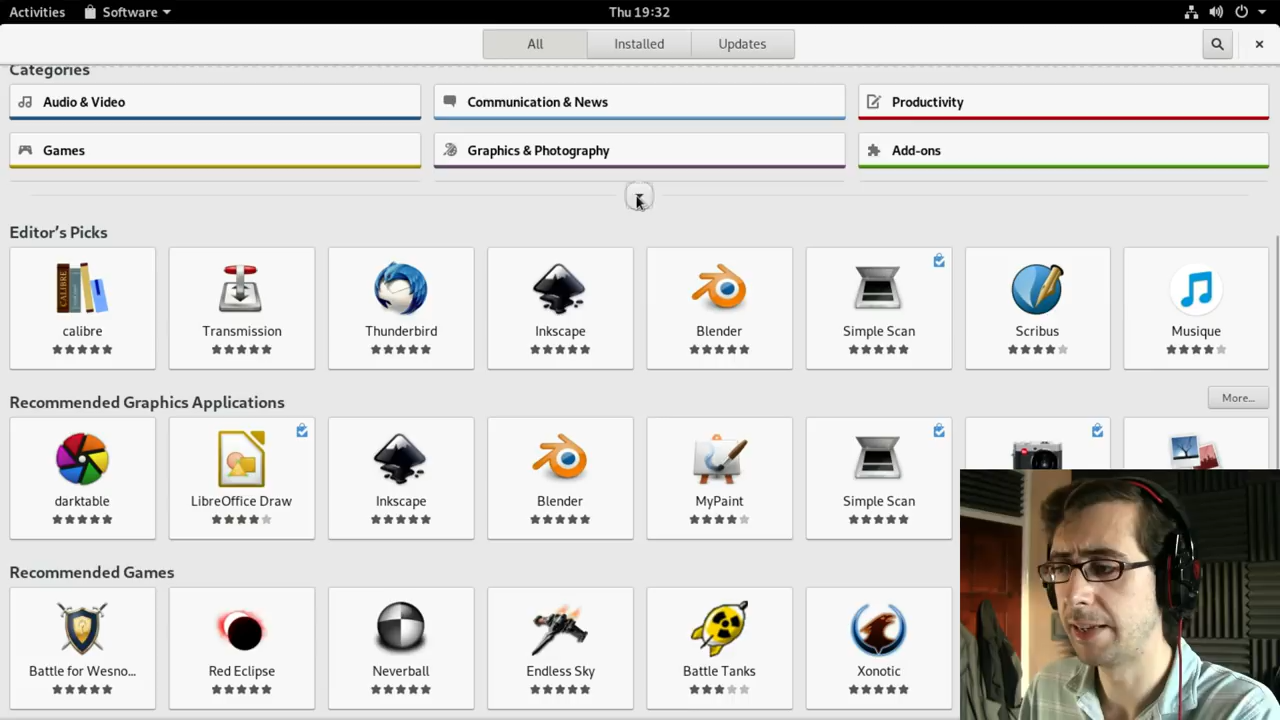 Activities Software Thu 19:32
All Installed Updates
Categories
Audio & Video Communication & News Productivity
Games Graphics & Photography Add-ons
Editor's Picks
calibre Transmission Thunderbird Inkscape Blender Simple Scan Scribus Musique
Recommended Graphics Applications More...
darktable LibreOffice Draw Inkscape Blender MyPaint Simple Scan
Recommended Games
Battle for Wesno... Red Eclipse Neverball Endless Sky Battle Tanks Xonotic